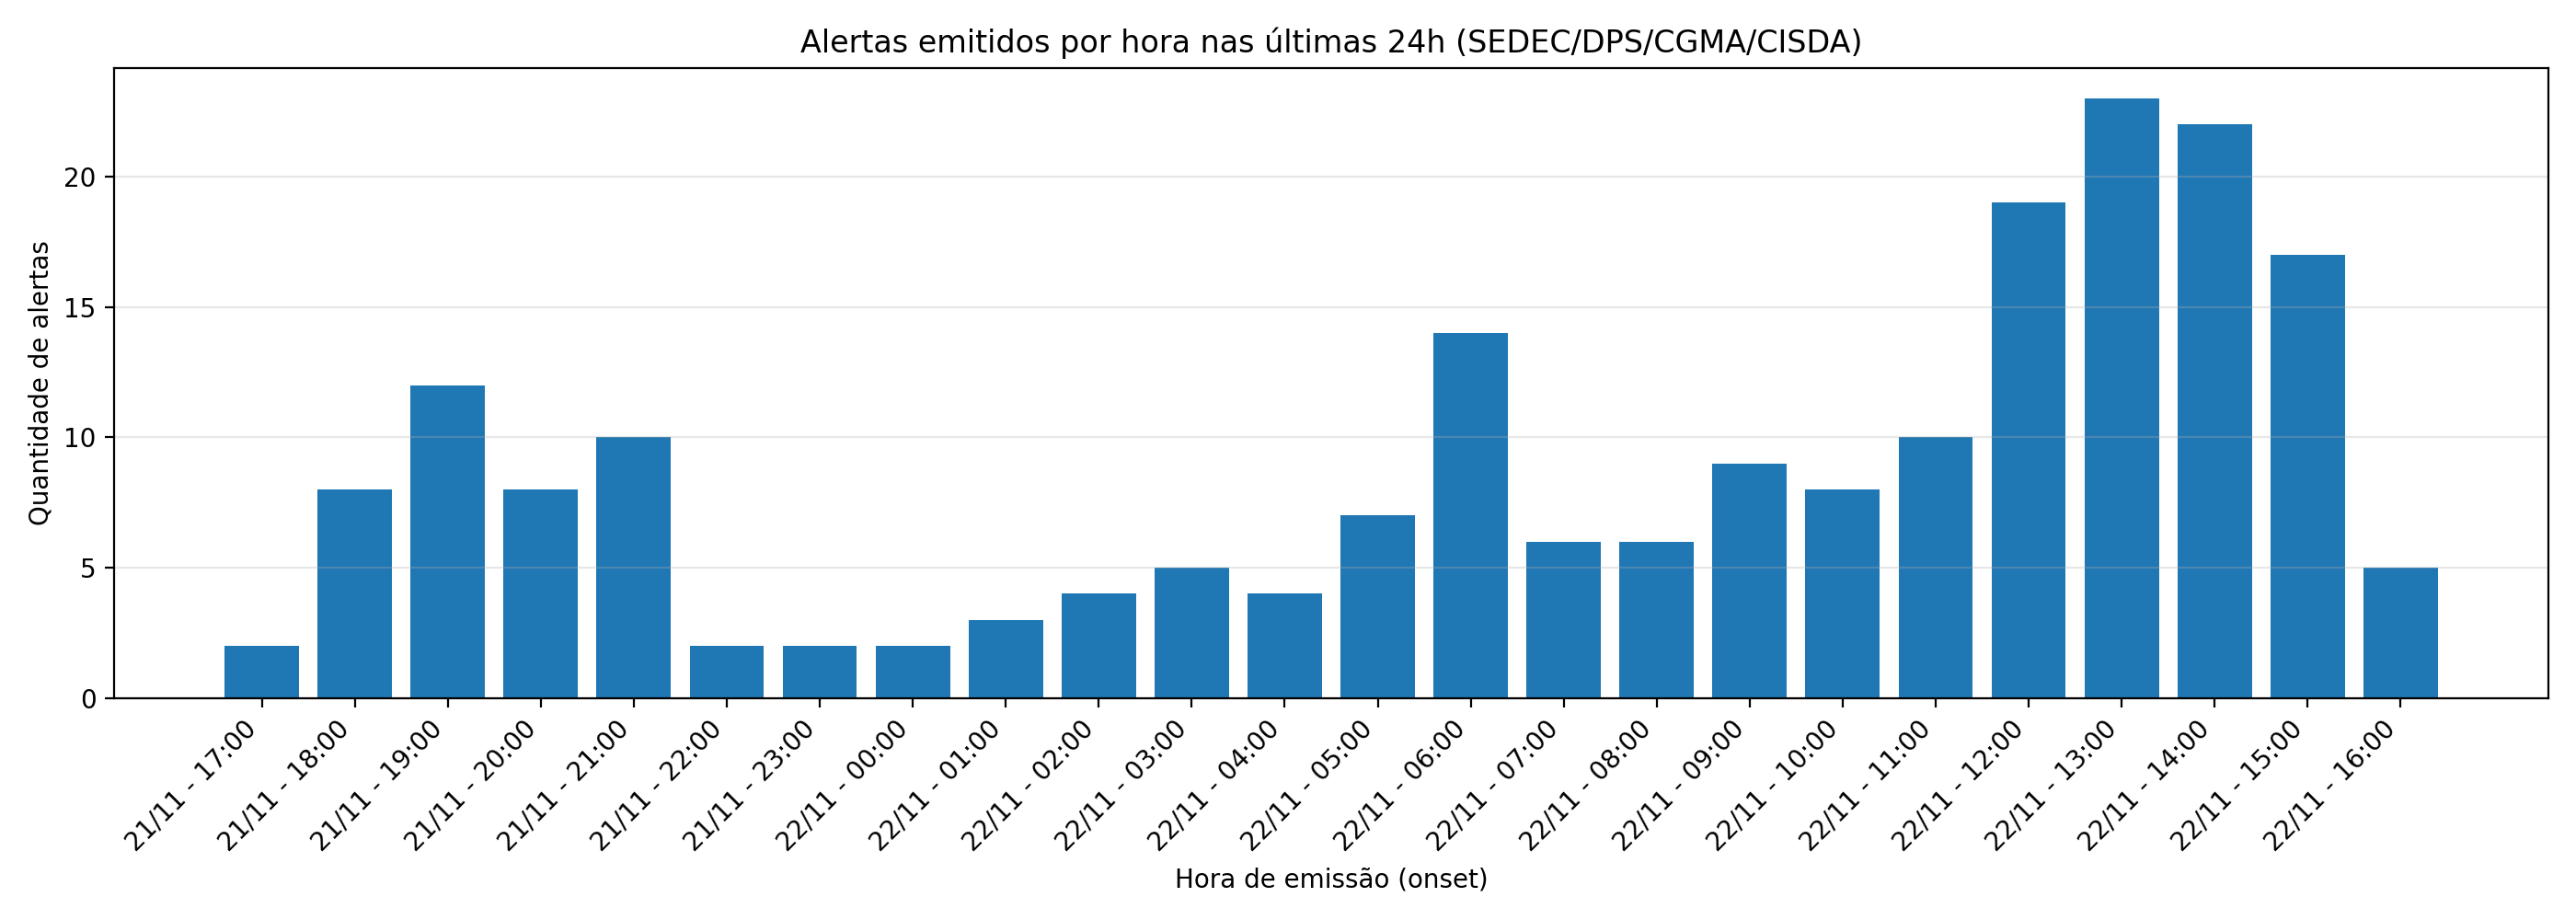 Alertas emitidos por hora nas últimas 24h (SEDEC/DPS/CGMA/CISDA)
Quantidade de alertas
20
15
10
5
0
21/11 - 17:00
21/11 - 18:00
21/11 - 19:00
21/11 - 20:00
21/11 - 21:00
21/11 - 22:00
21/11 - 23:00
22/11 - 00:00
22/11 - 01:00
22/11 - 02:00
22/11 - 03:00
22/11 - 04:00
22/11 - 05:00
22/11 - 06:00
22/11 - 07:00
22/11 - 08:00
22/11 - 09:00
22/11 - 10:00
22/11 - 11:00
22/11 - 12:00
22/11 - 13:00
22/11 - 14:00
22/11 - 15:00
22/11 - 16:00
Hora de emissão (onset)